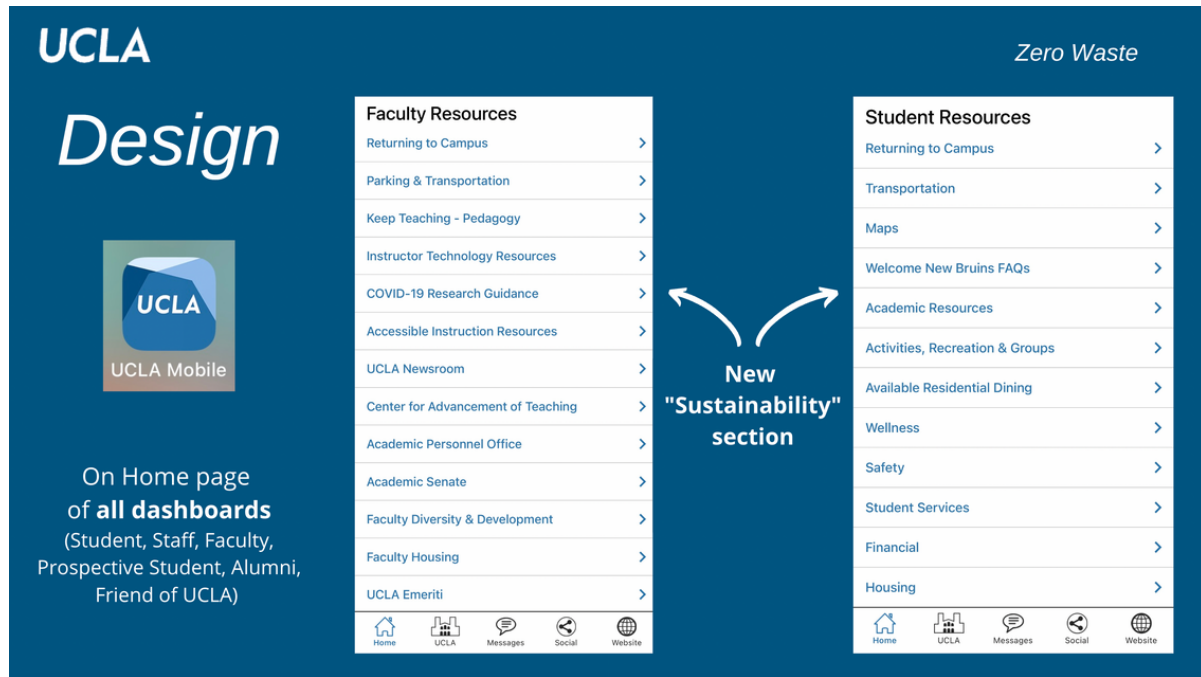 UCLA
Zero Waste
Design
UCLA
UCLA Mobile
On Home page
of all dashboards
(Student, Staff, Faculty,
Prospective Student, Alumni,
Friend of UCLA)
Faculty Resources
Returning to Campus
Parking & Transportation
Keep Teaching - Pedagogy
Instructor Technology Resources
COVID-19 Research Guidance
Accessible Instruction Resources
UCLA Newsroom
Center for Advancement of Teaching
Academic Personnel Office
Academic Senate
Faculty Diversity & Development
Faculty Housing
UCLA Emeriti
Home UCLA Messages Social Website
New
"Sustainability"
section
Student Resources
Returning to Campus
Transportation
Maps
Welcome New Bruins FAQs
Academic Resources
Activities, Recreation & Groups
Available Residential Dining
Wellness
Safety
Student Services
Financial
Housing
Home UCLA Messages Social Website